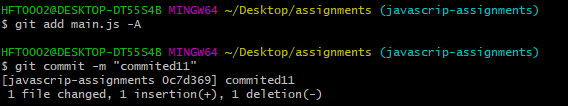 HFT0002@DESKTOP-DT55S4B MINGW64 ~/Desktop/assignments (javascrip-assignments)
$ git add main.js -A
HFT0002@DESKTOP-DT55S4B MINGW64 ~/Desktop/assignments (javascrip-assignments)
$ git commit -m "commited11"
[javascrip-assignments 0c7d369] commited11
 1 file changed, 1 insertion(+), 1 deletion(-)